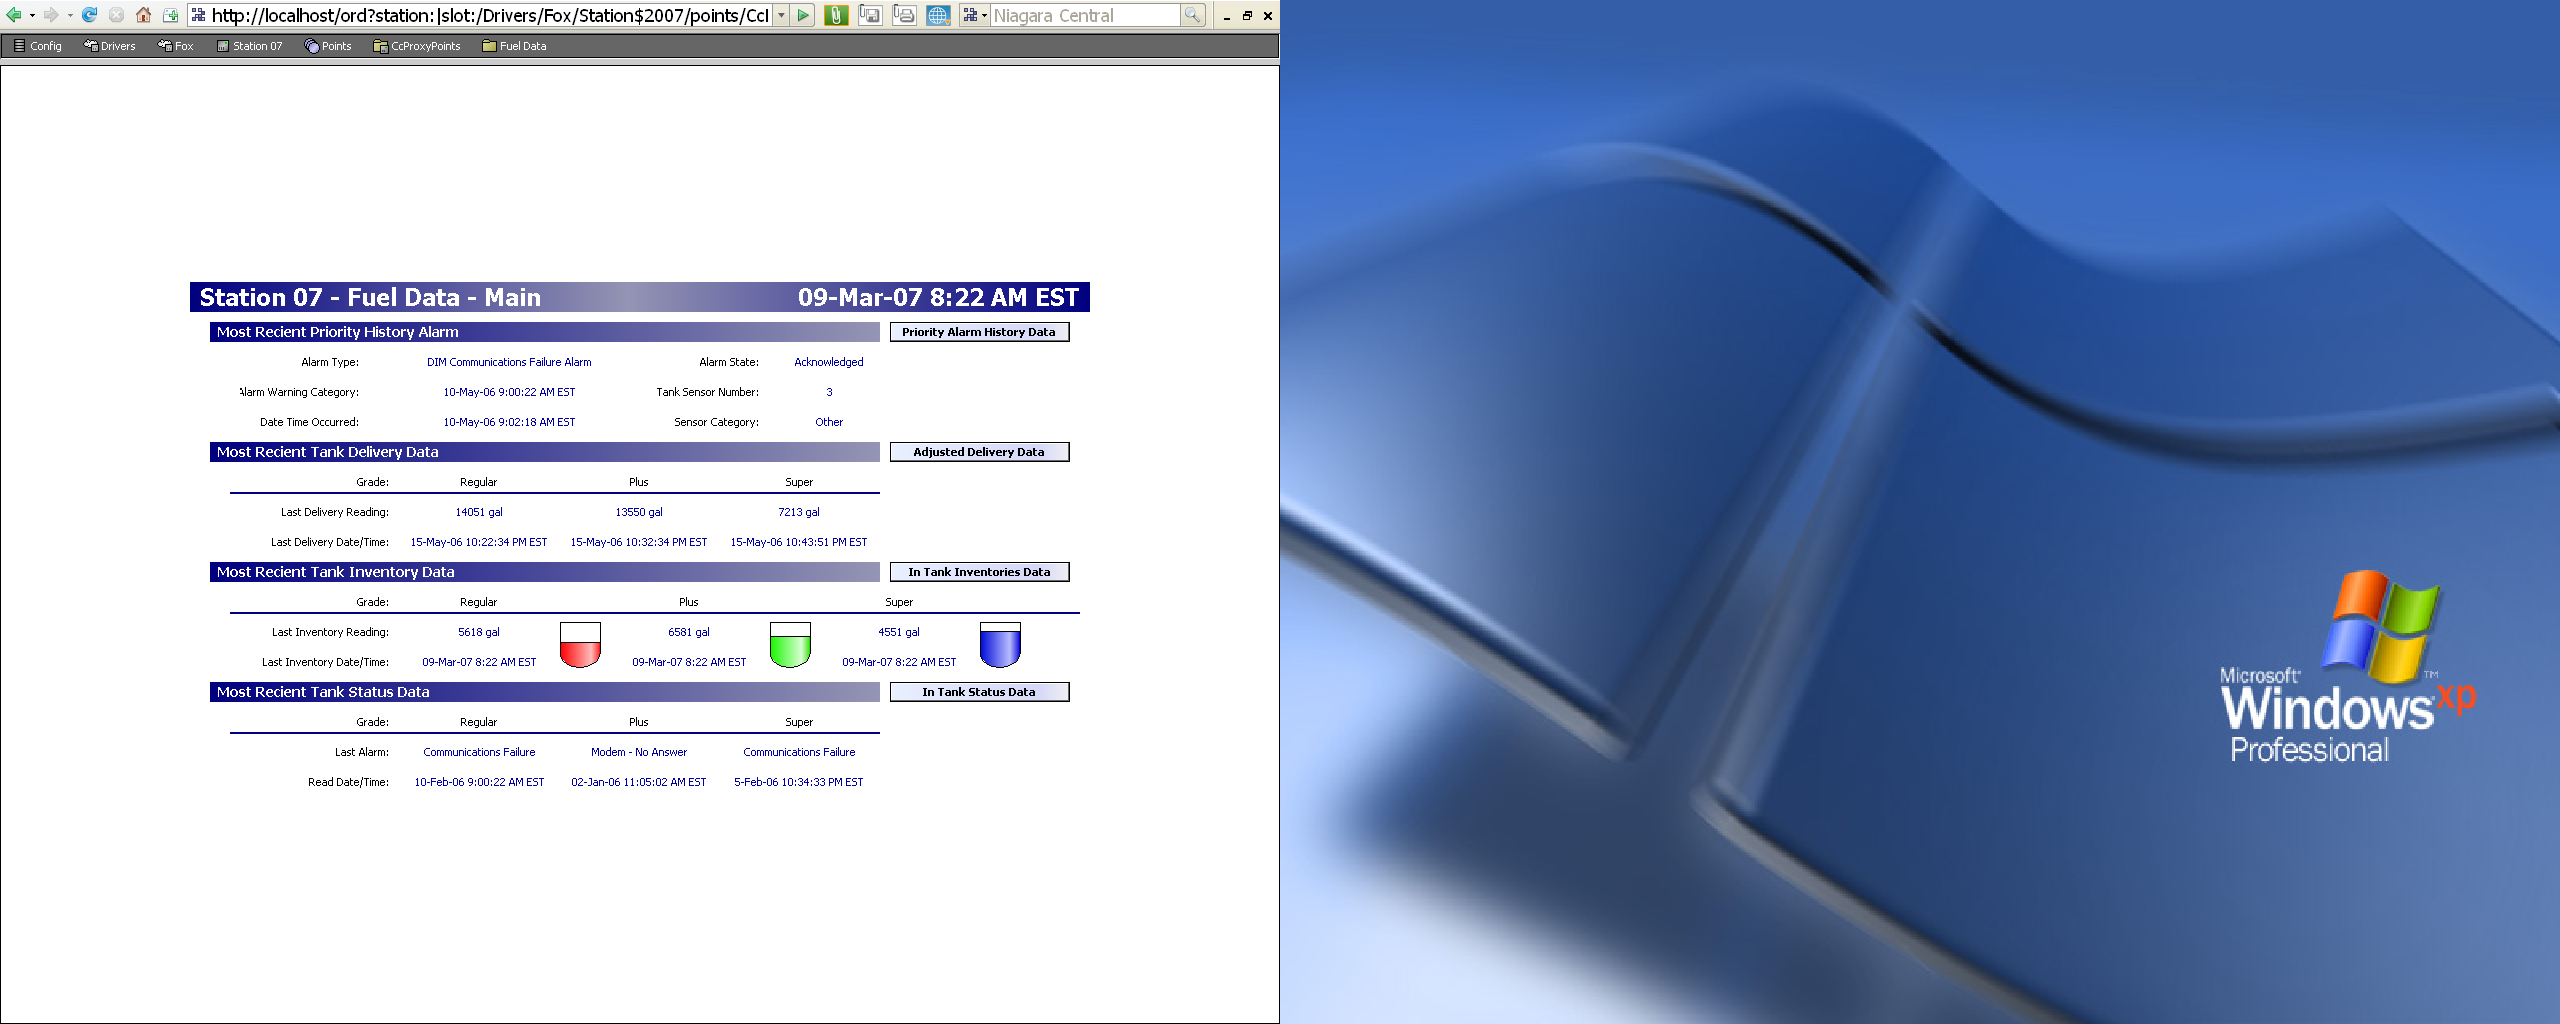 http://localhost/ord?station:|slot:/Drivers/Fox/Station$2007/points/Ccl
Niagara Central
Config Drivers Fox Station 07 Points CcProxyPoints Fuel Data
Station 07 - Fuel Data - Main 09-Mar-07 8:22 AM EST
Most Recient Priority History Alarm Priority Alarm History Data
Alarm Type: DIM Communications Failure Alarm Alarm State: Acknowledged
Alarm Warning Category: 10-May-06 9:00:22 AM EST Tank Sensor Number: 3
Date Time Occurred: 10-May-06 9:02:18 AM EST Sensor Category: Other
Most Recient Tank Delivery Data Adjusted Delivery Data
Grade: Regular Plus Super
Last Delivery Reading: 14051 gal 13550 gal 7213 gal
Last Delivery Date/Time: 15-May-06 10:22:34 PM EST 15-May-06 10:32:34 PM EST 15-May-06 10:43:51 PM EST
Most Recient Tank Inventory Data In Tank Inventories Data
Grade: Regular Plus Super
Last Inventory Reading: 5618 gal 6581 gal 4551 gal
Last Inventory Date/Time: 09-Mar-07 8:22 AM EST 09-Mar-07 8:22 AM EST 09-Mar-07 8:22 AM EST
Most Recient Tank Status Data In Tank Status Data
Grade: Regular Plus Super
Last Alarm: Communications Failure Modem - No Answer Communications Failure
Read Date/Time: 10-Feb-06 9:00:22 AM EST 02-Jan-06 11:05:02 AM EST 5-Feb-06 10:34:33 PM EST
Microsoft®
Windows xp ™
Professional